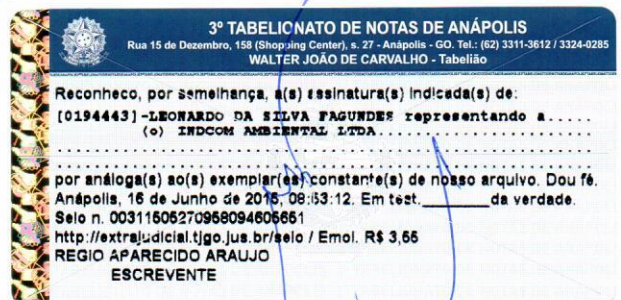 3º TABELIONATO DE NOTAS DE ANÁPOLIS
Rua 15 de Dezembro, 158 (Shopping Center), s. 27 - Anápolis - GO. Tel.: (62) 3311-3612 / 3324-0285
WALTER JOÃO DE CARVALHO - Tabelião
Reconheco, por semelhança, a(s) assinatura(s) indicada(s) de:
[0194443]-LEONARDO DA SILVA FAGUNDES representando a.....
(o) INDCOM AMBIENTAL LTDA
por análoga(s) ao(s) exemplar(es) constante(s) de nosso arquivo. Dou fé.
Anápolis, 16 de Junho de 2015, 08:53:12. Em test.________da verdade.
Selo n. 00311505270958094605651
http://extrajudicial.tjgo.jus.br/selo / Emol. R$ 3,65
REGIO APARECIDO ARAUJO
ESCREVENTE